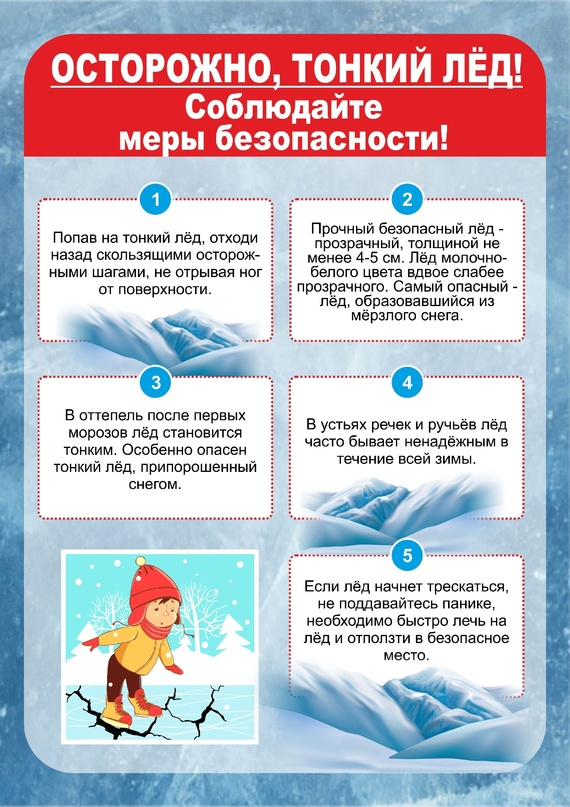 ОСТОРОЖНО, ТОНКИЙ ЛЁД!
Соблюдайте
меры безопасности!
1
Попав на тонкий лёд, отходи
назад скользящими осторож-
ными шагами, не отрывая ног
от поверхности.
2
Прочный безопасный лёд -
прозрачный, толщиной не
менее 4-5 см. Лёд молочно-
белого цвета вдвое слабее
прозрачного. Самый опасный -
лёд, образовавшийся из
мёрзлого снега.
3
В оттепель после первых
морозов лёд становится
тонким. Особенно опасен
тонкий лёд, припорошенный
снегом.
4
В устьях речек и ручьёв лёд
часто бывает ненадёжным в
течение всей зимы.
5
Если лёд начнет трескаться,
не поддавайтесь панике,
необходимо быстро лечь на
лёд и отползти в безопасное
место.